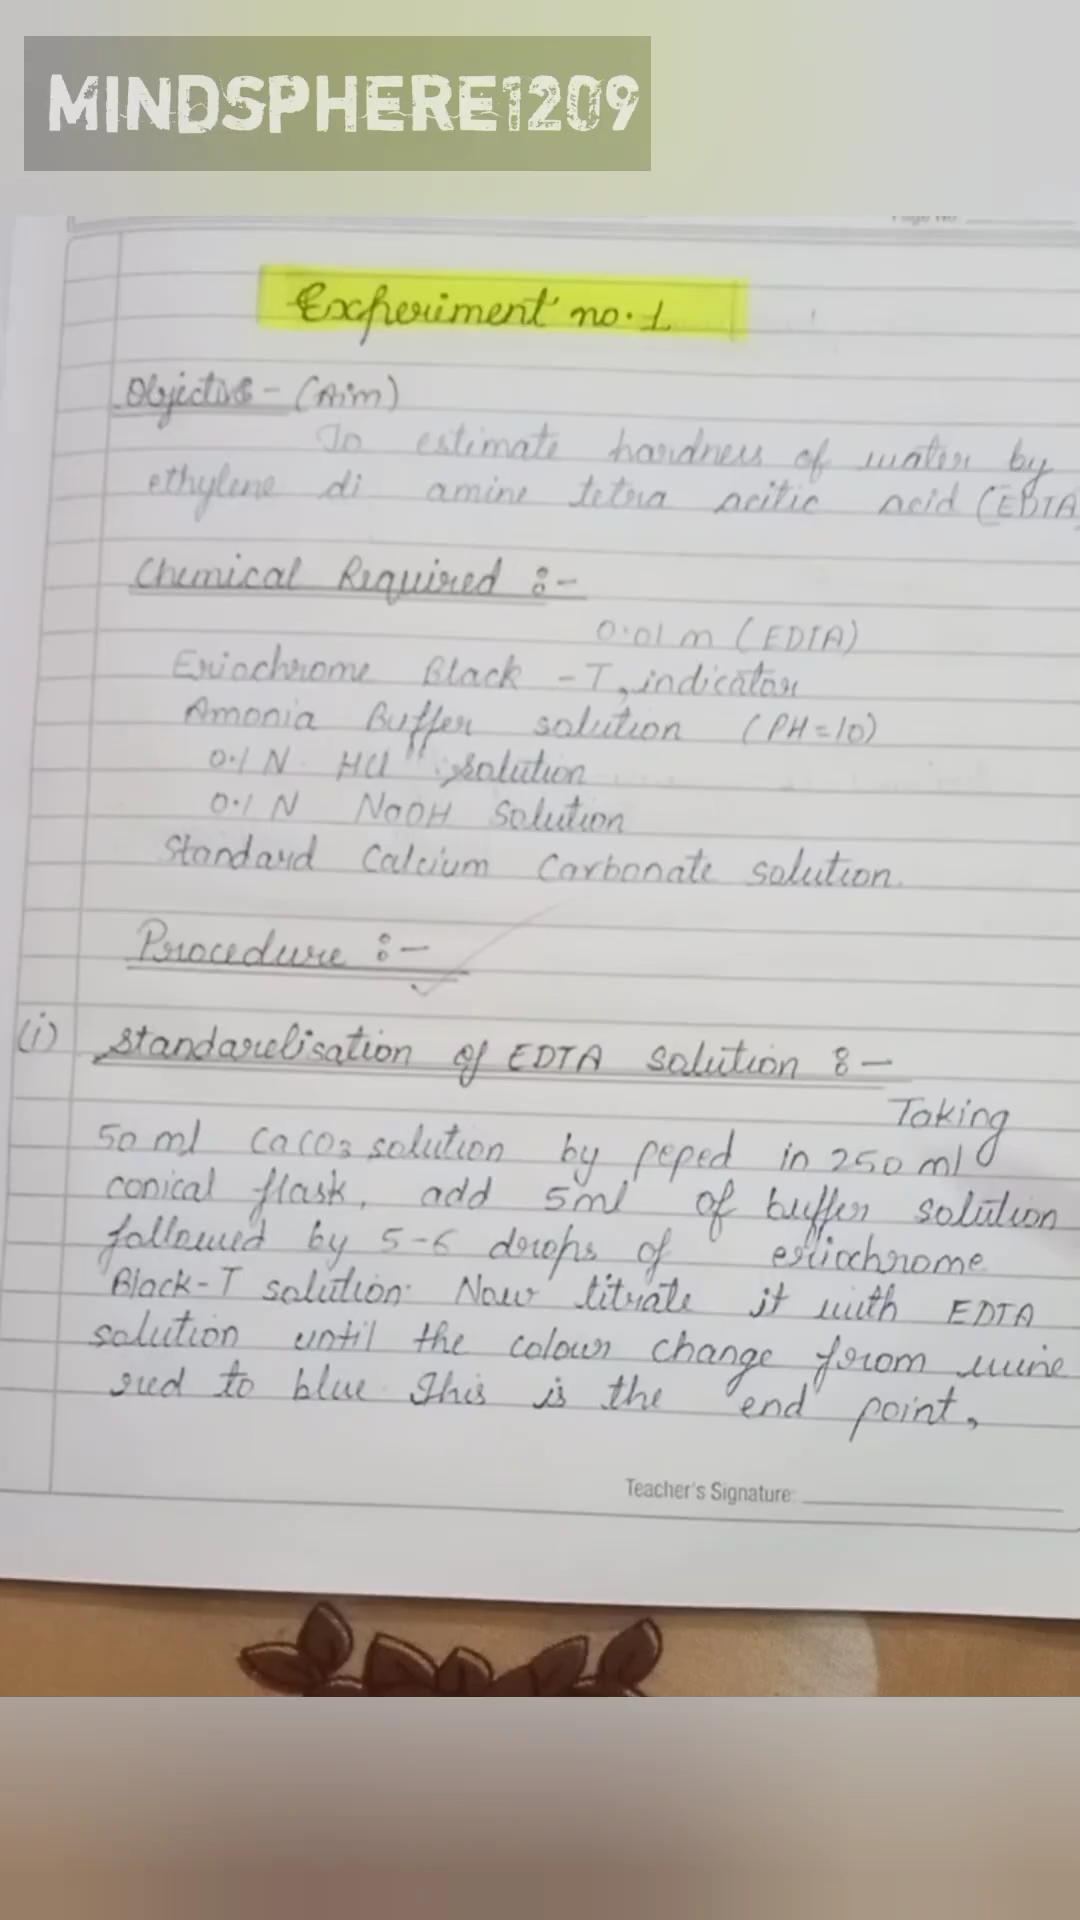 MINDSPHERE1209
Page No.
Experiment no. 1
Objective - (Aim)
To estimate hardness of water by
ethylene di amine tetra acitic acid (EDTA)
Chemical Required :-
0.01 m (EDTA)
Eriochrome Black - T, indicator
Amonia Buffer solution (PH=10)
0.1 N HCl solution
0.1 N NaOH Solution
Standard Calcium Carbonate solution.
Procedure :-
(i) Standardisation of EDTA solution :-
Taking
50 ml CaCO3 solution by peped in 250 ml
conical flask, add 5ml of buffer solution
followed by 5-6 drops of eriochrome
Black-T solution. Now titrate it with EDTA
solution until the colour change from wine
red to blue. This is the end point,
Teacher's Signature: